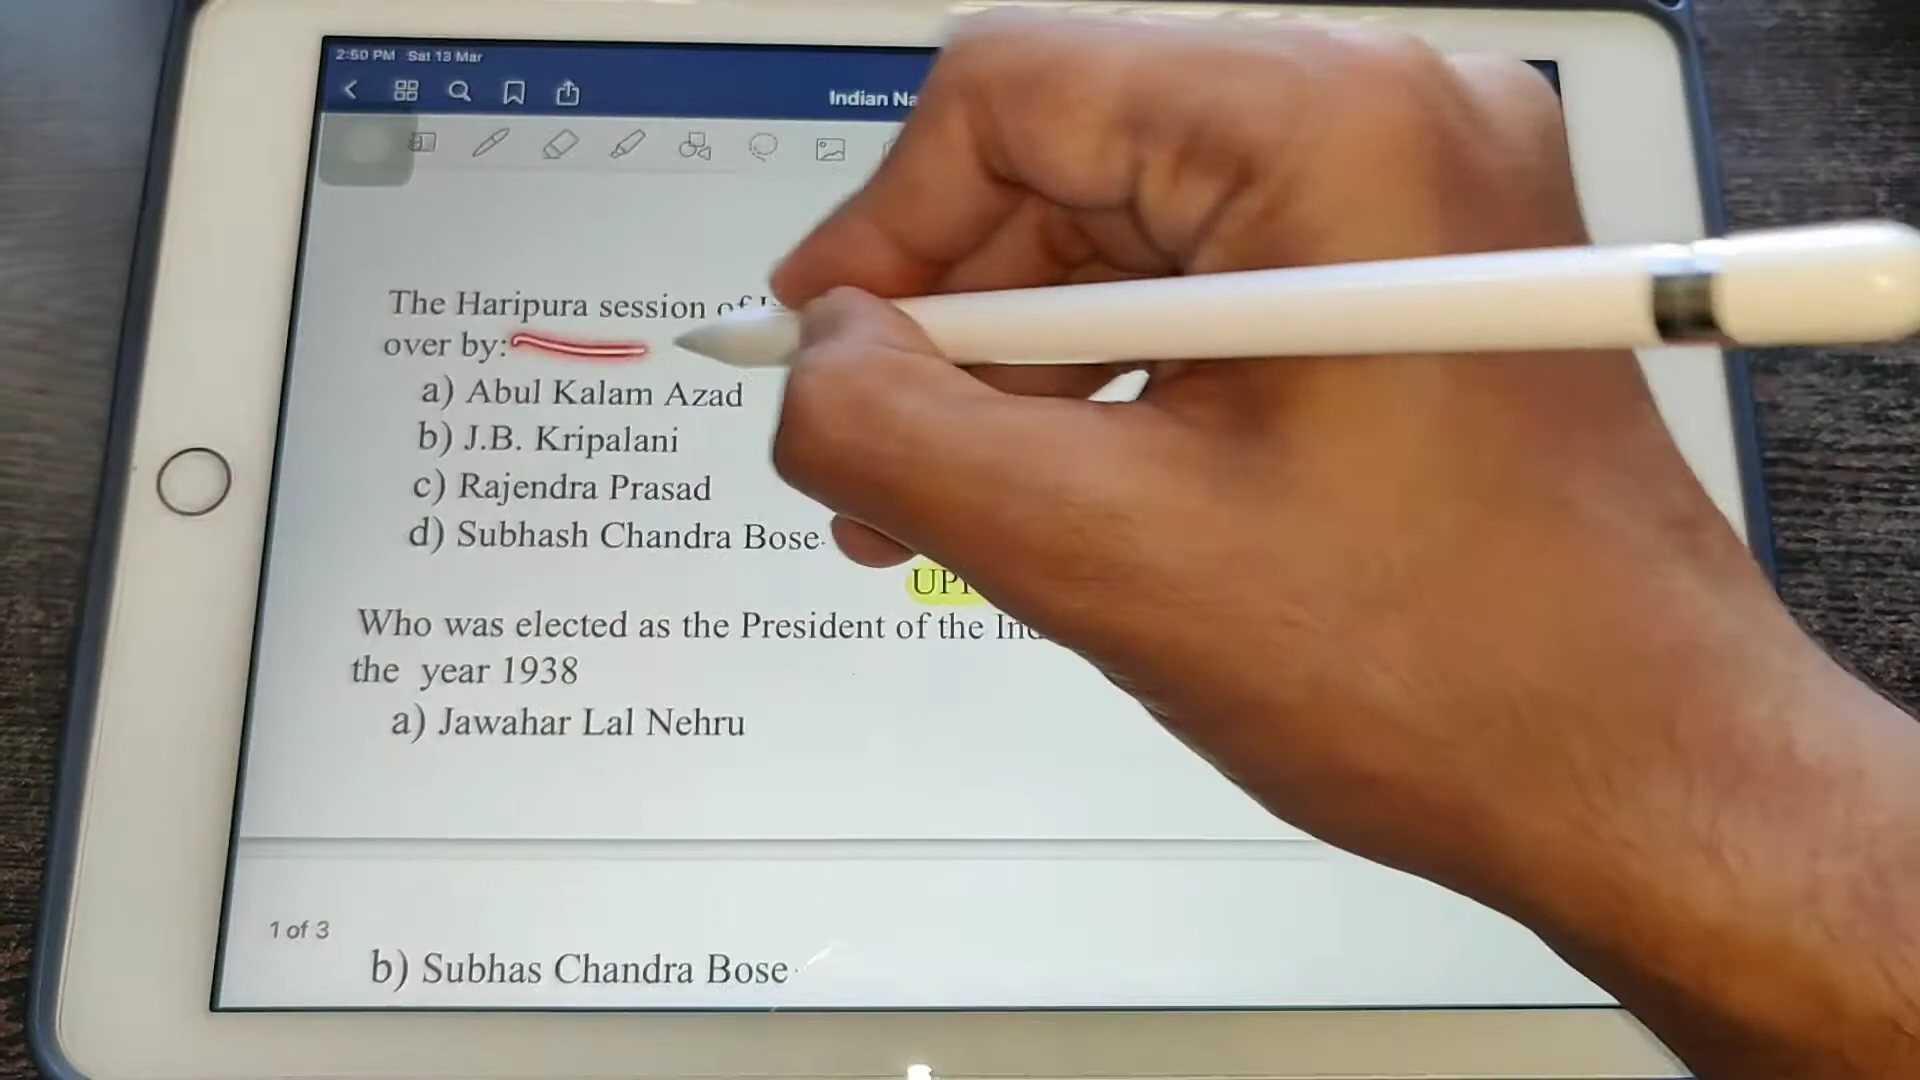 2:50 PM Sat 13 Mar
Indian
The Haripura session of
over by:
a) Abul Kalam Azad
b) J.B. Kripalani
c) Rajendra Prasad
d) Subhash Chandra Bose
Who was elected as the President of the
the year 1938
a) Jawahar Lal Nehru
1 of 3
b) Subhas Chandra Bose